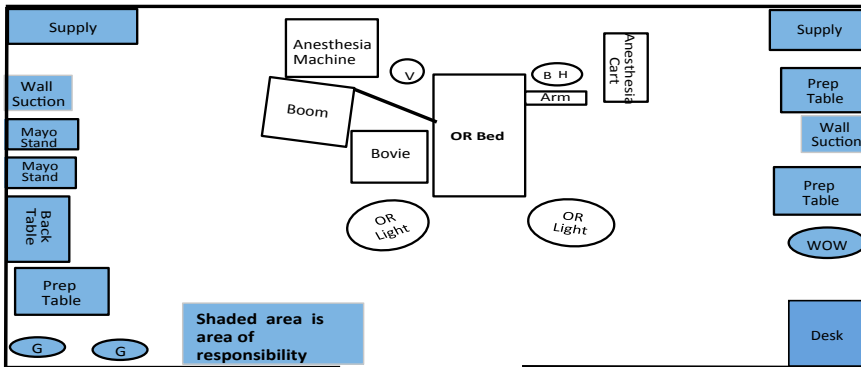 Supply
Anesthesia
Machine
V
B H
Anesthesia
Cart
Supply
Wall
Suction
Boom
Arm
Prep
Table
Mayo
Stand
Bovie
OR Bed
Wall
Suction
Mayo
Stand
Prep
Table
Back
Table
OR
Light
OR
Light
WOW
Prep
Table
Shaded area is
area of
responsibility
Desk
G
G